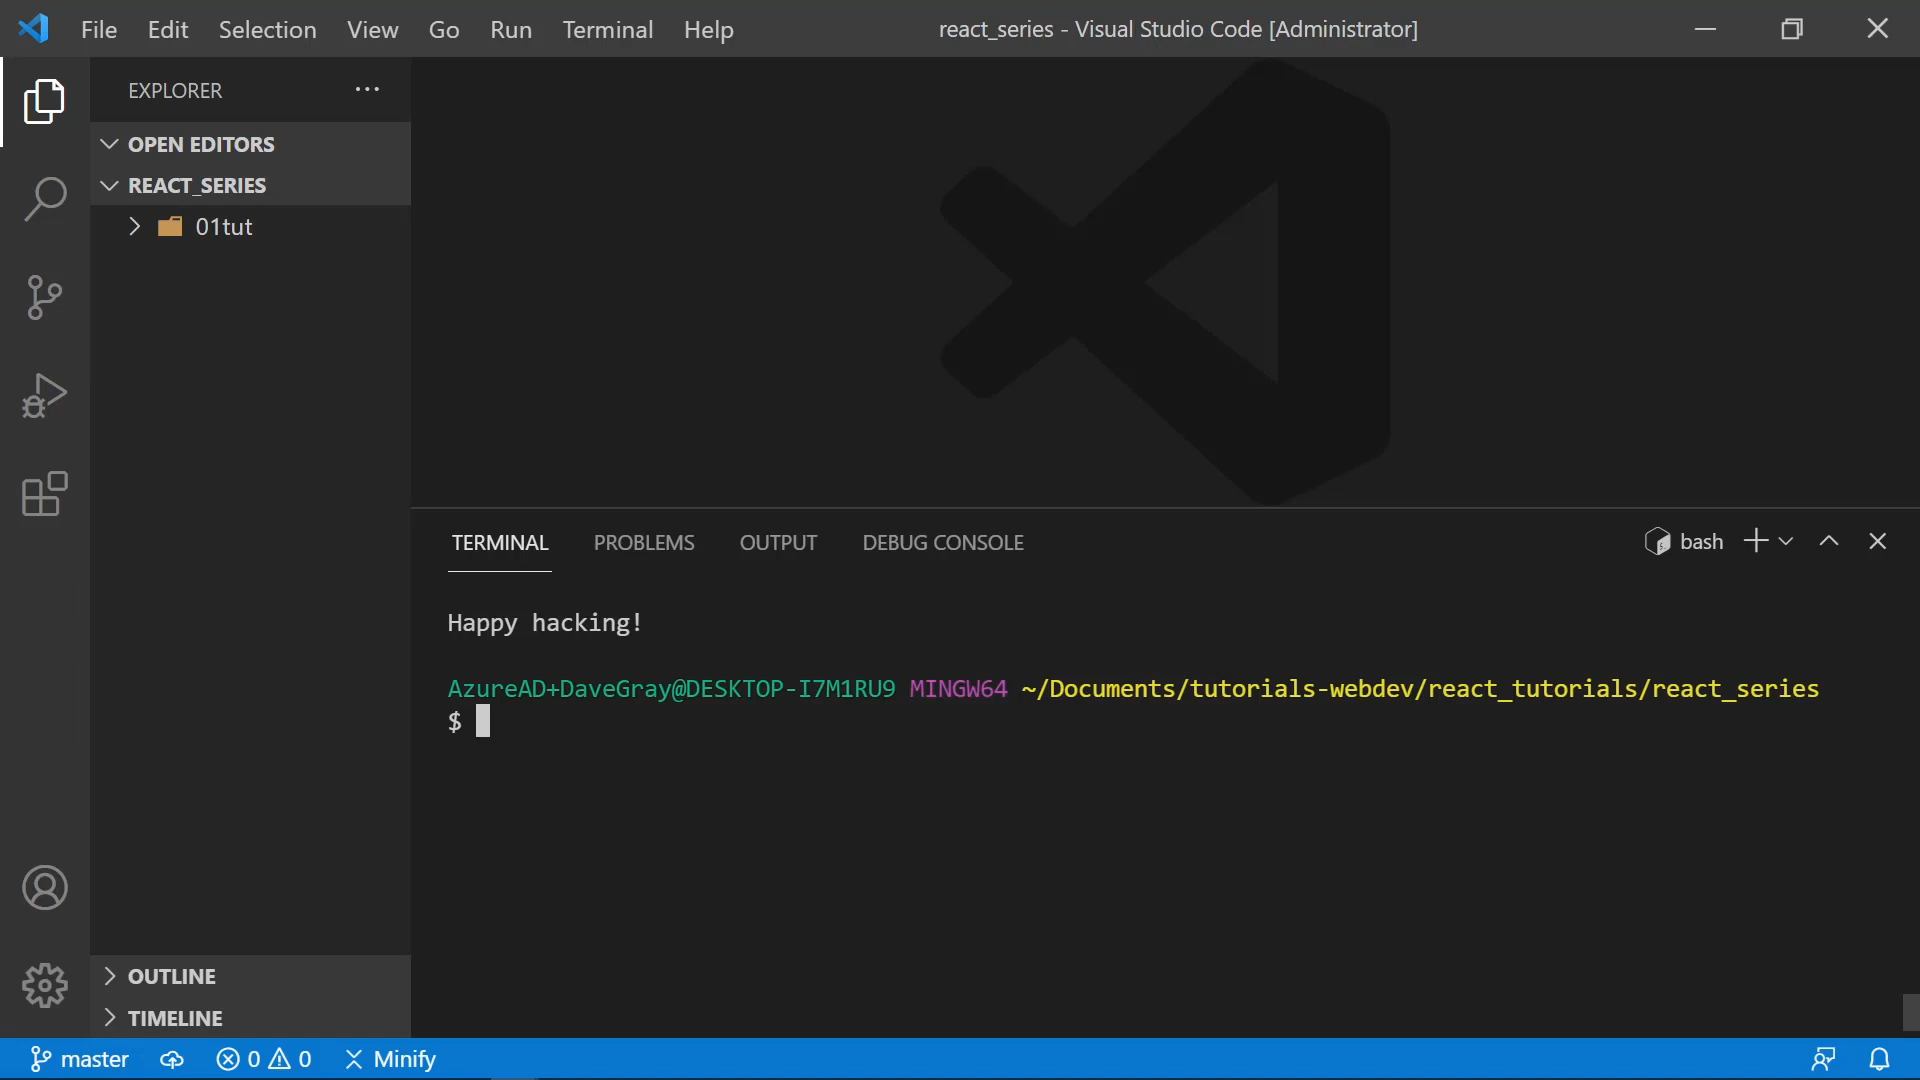 File Edit Selection View Go Run Terminal Help react_series - Visual Studio Code [Administrator]
EXPLORER ...
OPEN EDITORS
REACT_SERIES
01tut
TERMINAL PROBLEMS OUTPUT DEBUG CONSOLE bash
Happy hacking!
AzureAD+DaveGray@DESKTOP-I7M1RU9 MINGW64 ~/Documents/tutorials-webdev/react_tutorials/react_series
$
OUTLINE
TIMELINE
master 0 0 Minify